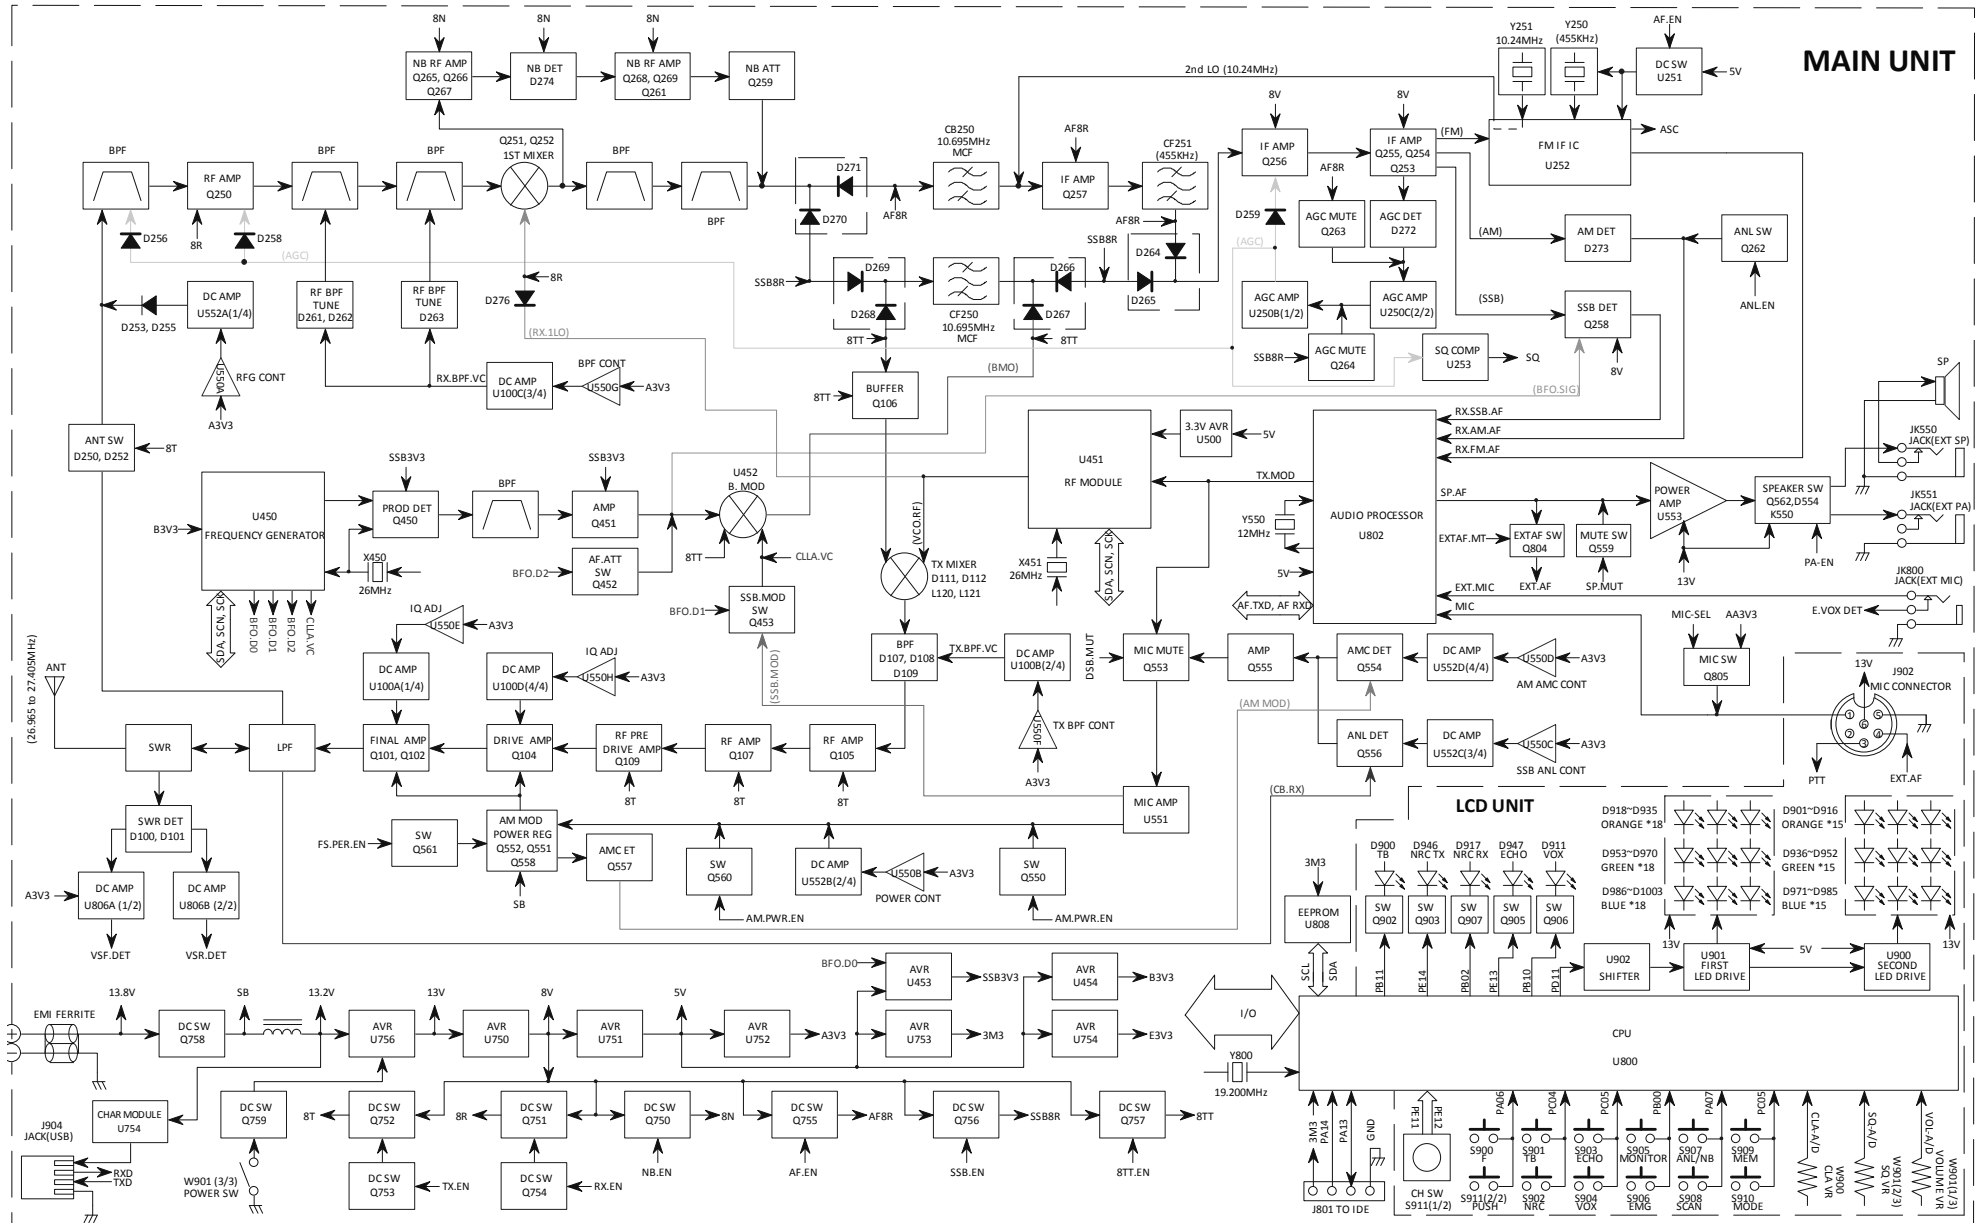 MAIN UNIT
8N
8N
8N
NB RF AMP
Q265, Q266
Q267
NB DET
D274
NB RF AMP
Q268, Q269
Q261
NB ATT
Q259
2nd LO (10.24MHz)
Y251
10.24MHz
Y250
(455KHz)
AF.EN
DC SW
U251
5V
ASC
FM IF IC
U252
(FM)
8V
8V
BPF
RF AMP
Q250
8R
BPF
BPF
Q251, Q252
1ST MIXER
BPF
BPF
D271
D270
AF8R
CB250
10.695MHz
MCF
AF8R
IF AMP
Q257
CF251
(455KHz)
AF8R
IF AMP
Q256
IF AMP
Q255, Q254
Q253
AF8R
AGC MUTE
Q263
AGC DET
D272
D259
(AM)
AM DET
D273
ANL SW
Q262
ANL.EN
D256
D258
(AGC)
(AGC)
8R
D276
(RX.1LO)
DC AMP
U552A(1/4)
D253, D255
RF BPF
TUNE
D261, D262
RF BPF
TUNE
D263
SSB8R
D269
D268
8TT
CF250
10.695MHz
MCF
D266
D267
8TT
SSB8R
D264
D265
AGC AMP
U250B(1/2)
AGC AMP
U250C(2/2)
SSB8R
AGC MUTE
Q264
SQ COMP
U253
SQ
(SSB)
SSB DET
Q258
8V
(BFO.SIG)
U550A
RFG CONT
A3V3
RX.BPF.VC
DC AMP
U100C(3/4)
BPF CONT
U550G
A3V3
8TT
BUFFER
Q106
(BMO)
ANT SW
D250, D252
8T
B3V3
U450
FREQUENCY GENERATOR
SSB3V3
PROD DET
Q450
BPF
SSB3V3
AMP
Q451
U452
B. MOD
8TT
X450
26MHz
BFO.D2
AF.ATT
SW
Q452
CLLA.VC
BFO.D1
SSB.MOD
SW
Q453
(SSB.MOD)
SDA, SCN, SCK
BFO.D0
BFO.D1
BFO.D2
CLLA.VC
(VCO.RF)
TX MIXER
D111, D112
L120, L121
U451
RF MODULE
3.3V AVR
U500
5V
X451
26MHz
SDA, SCN, SCK
TX.MOD
Y550
12MHz
5V
AF.TXD, AF RXD
AUDIO PROCESSOR
U802
RX.SSB.AF
RX.AM.AF
RX.FM.AF
SP.AF
EXTAF.MT
EXTAF SW
Q804
EXT.AF
MUTE SW
Q559
SP.MUT
POWER
AMP
U553
13V
SPEAKER SW
Q562,D554
K550
PA-EN
SP
JK550
JACK(EXT SP)
JK551
JACK(EXT PA)
JK800
JACK(EXT MIC)
EXT.MIC
MIC
E.VOX DET
MIC-SEL
AA3V3
MIC SW
Q805
13V
J902
MIC CONNECTOR
1
2
3
4
5
6
PTT
EXT.AF
(26.965 to 27.405MHz)
ANT
IQ ADJ
U550E
A3V3
DC AMP
U100A(1/4)
DC AMP
U100D(4/4)
IQ ADJ
U550H
A3V3
BPF
D107, D108
D109
TX.BPF.VC
DC AMP
U100B(2/4)
U550F
TX BPF CONT
A3V3
DSB.MUT
MIC MUTE
Q553
AMP
Q555
AMC DET
Q554
DC AMP
U552D(4/4)
U550D
A3V3
AM AMC CONT
(AM MOD)
ANL DET
Q556
DC AMP
U552C(3/4)
U550C
A3V3
SSB ANL CONT
(CB.RX)
SWR
LPF
FINAL AMP
Q101, Q102
DRIVE AMP
Q104
RF PRE
DRIVE AMP
Q109
8T
RF AMP
Q107
8T
RF AMP
Q105
8T
MIC AMP
U551
SWR DET
D100, D101
A3V3
DC AMP
U806A (1/2)
DC AMP
U806B (2/2)
VSF.DET
VSR.DET
FS.PER.EN
SW
Q561
AM MOD
POWER REG
Q552, Q551
Q558
SB
AMC ET
Q557
SW
Q560
AM.PWR.EN
DC AMP
U552B(2/4)
U550B
A3V3
POWER CONT
SW
Q550
AM.PWR.EN
LCD UNIT
3M3
EEPROM
U808
SCL
SDA
D900
TB
D946
NRC TX
D917
NRC RX
D947
ECHO
D911
VOX
SW
Q902
SW
Q903
SW
Q907
SW
Q905
SW
Q906
PB11
PE14
PB02
PE13
PB10
PD11
D918~D935
ORANGE *18
D953~D970
GREEN *18
D986~D1003
BLUE *18
D901~D916
ORANGE *15
D936~D952
GREEN *15
D971~D985
BLUE *15
13V
13V
U902
SHIFTER
U901
FIRST
LED DRIVE
5V
U900
SECOND
LED DRIVE
I/O
Y800
19.200MHz
CPU
U800
EMI FERRITE
13.8V
DC SW
Q758
SB
13.2V
AVR
U756
13V
AVR
U750
8V
AVR
U751
5V
AVR
U752
A3V3
BFO.D0
AVR
U453
SSB3V3
AVR
U753
3M3
AVR
U454
B3V3
AVR
U754
E3V3
J904
JACK(USB)
RXD
TXD
CHAR MODULE
U754
DC SW
Q759
W901 (3/3)
POWER SW
8T
DC SW
Q752
DC SW
Q753
TX.EN
8R
DC SW
Q751
DC SW
Q754
RX.EN
DC SW
Q750
8N
NB.EN
DC SW
Q755
AF8R
AF.EN
DC SW
Q756
SSB8R
SSB.EN
DC SW
Q757
8TT
8TT.EN
3M3
PA14
PA13
GND
J801 TO IDE
PE11
PE12
CH SW
S911(1/2)
PA06
PC04
PC05
PB00
PA07
PC05
S900
F
S901
TB
S903
ECHO
S905
MONITOR
S907
ANL/NB
S909
MEM
S911(2/2)
PUSH
S902
NRC
S904
VOX
S906
EMG
S908
SCAN
S910
MODE
CLA-A/D
W900
CLA VR
SQ-A/D
W901(2/3)
SQ VR
VOL-A/D
W901(1/3)
VOLUME VR